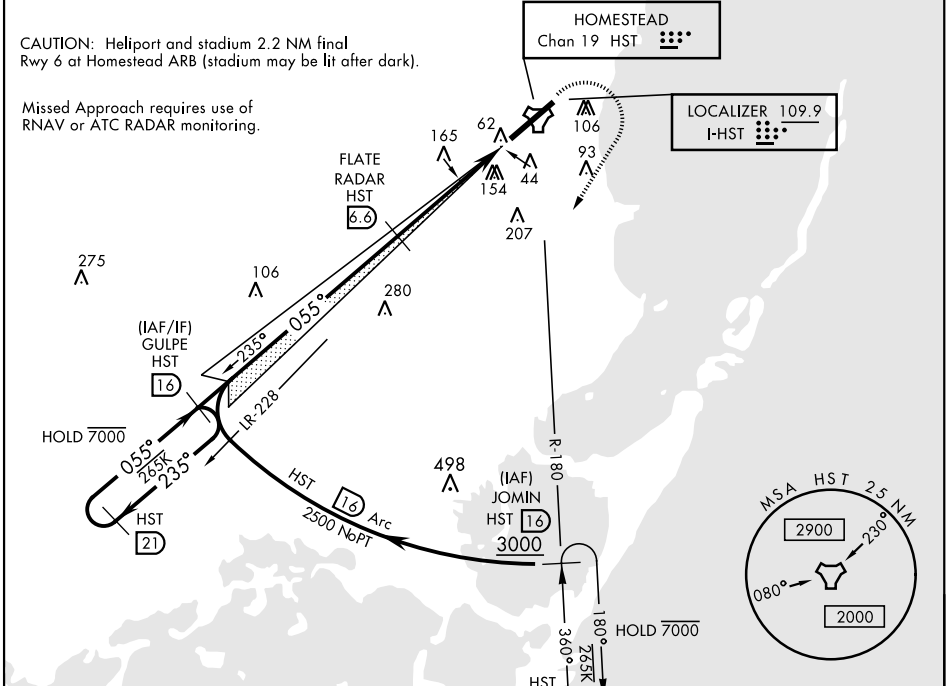 HOMESTEAD
Chan 19 HST
CAUTION: Heliport and stadium 2.2 NM final
Rwy 6 at Homestead ARB (stadium may be lit after dark).
Missed Approach requires use of
RNAV or ATC RADAR monitoring.
LOCALIZER 109.9
I-HST
106
62
165
93
44
154
FLATE
RADAR
HST
6.6
207
275
106
280
055°
235°
(IAF/IF)
GULPE
HST
16
LR-228
HOLD 7000
055°
265K
235°
HST
21
HST 16 Arc
2500 NoPT
498
R-180
(IAF)
JOMIN
HST 16
3000
MSA HST 25 NM
2900
230°
080°
2000
360°
180°
265K
HOLD 7000
HST